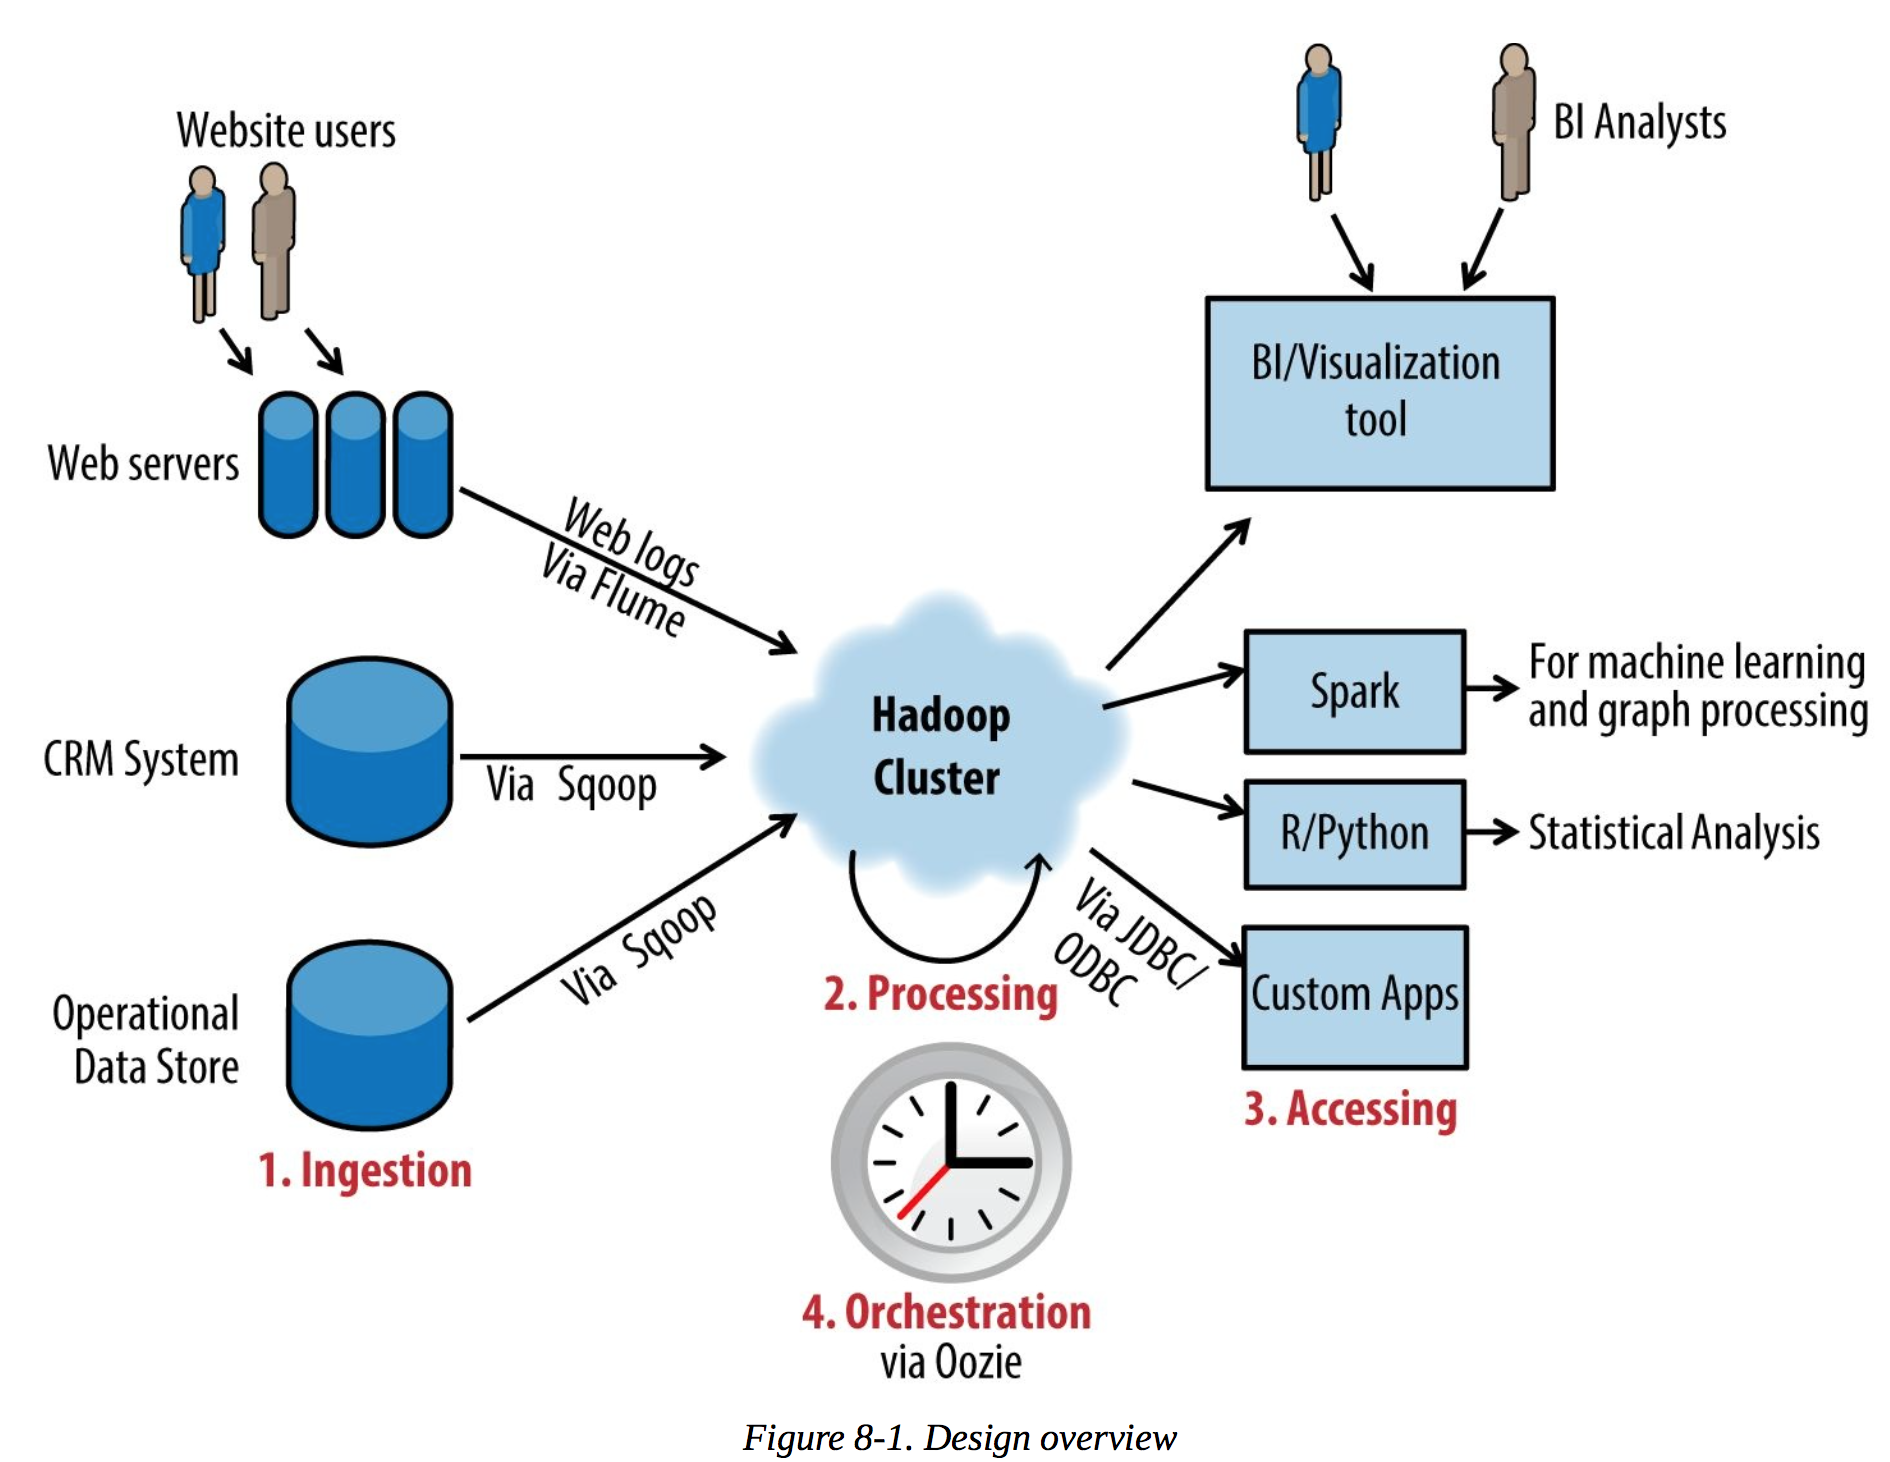 Website users
Web servers
Web logs
Via Flume
CRM System
Via Sqoop
Operational
Data Store
Via Sqoop
1. Ingestion
Hadoop
Cluster
2. Processing
4. Orchestration
via Oozie
BI Analysts
BI/Visualization
tool
Spark
For machine learning
and graph processing
R/Python
Statistical Analysis
Via JDBC/
ODBC
Custom Apps
3. Accessing
Figure 8-1. Design overview